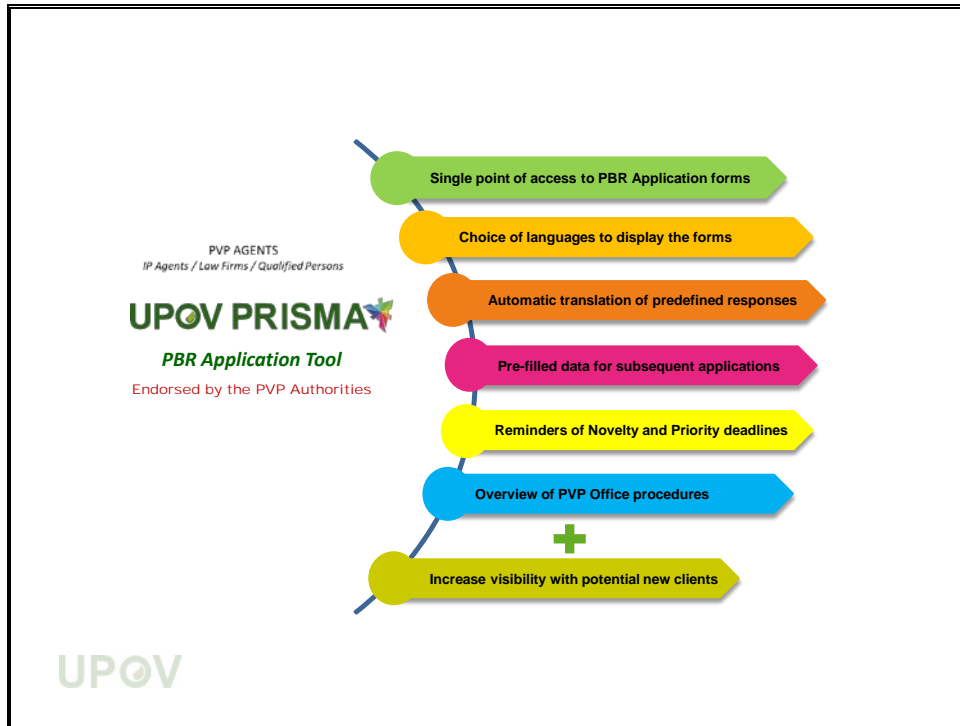 PVP AGENTS
IP Agents / Law Firms / Qualified Persons
UPOV PRISMA
PBR Application Tool
Endorsed by the PVP Authorities
Single point of access to PBR Application forms
Choice of languages to display the forms
Automatic translation of predefined responses
Pre-filled data for subsequent applications
Reminders of Novelty and Priority deadlines
Overview of PVP Office procedures
Increase visibility with potential new clients
UPOV